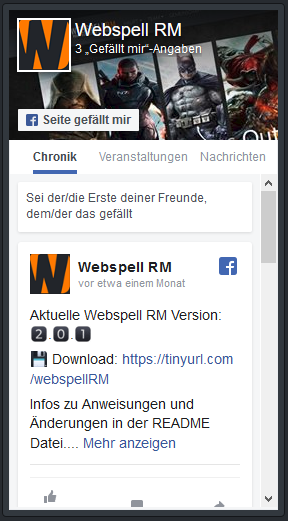 Webspell RM
3 „Gefällt mir“-Angaben
Out
Seite gefällt mir
Chronik Veranstaltungen Nachrichten
Sei der/die Erste deiner Freunde,
dem/der das gefällt
Webspell RM
vor etwa einem Monat
Aktuelle Webspell RM Version:
2.0.1
💾 Download: https://tinyurl.com
/webspellRM
Infos zu Anweisungen und
Änderungen in der README
Datei.... Mehr anzeigen